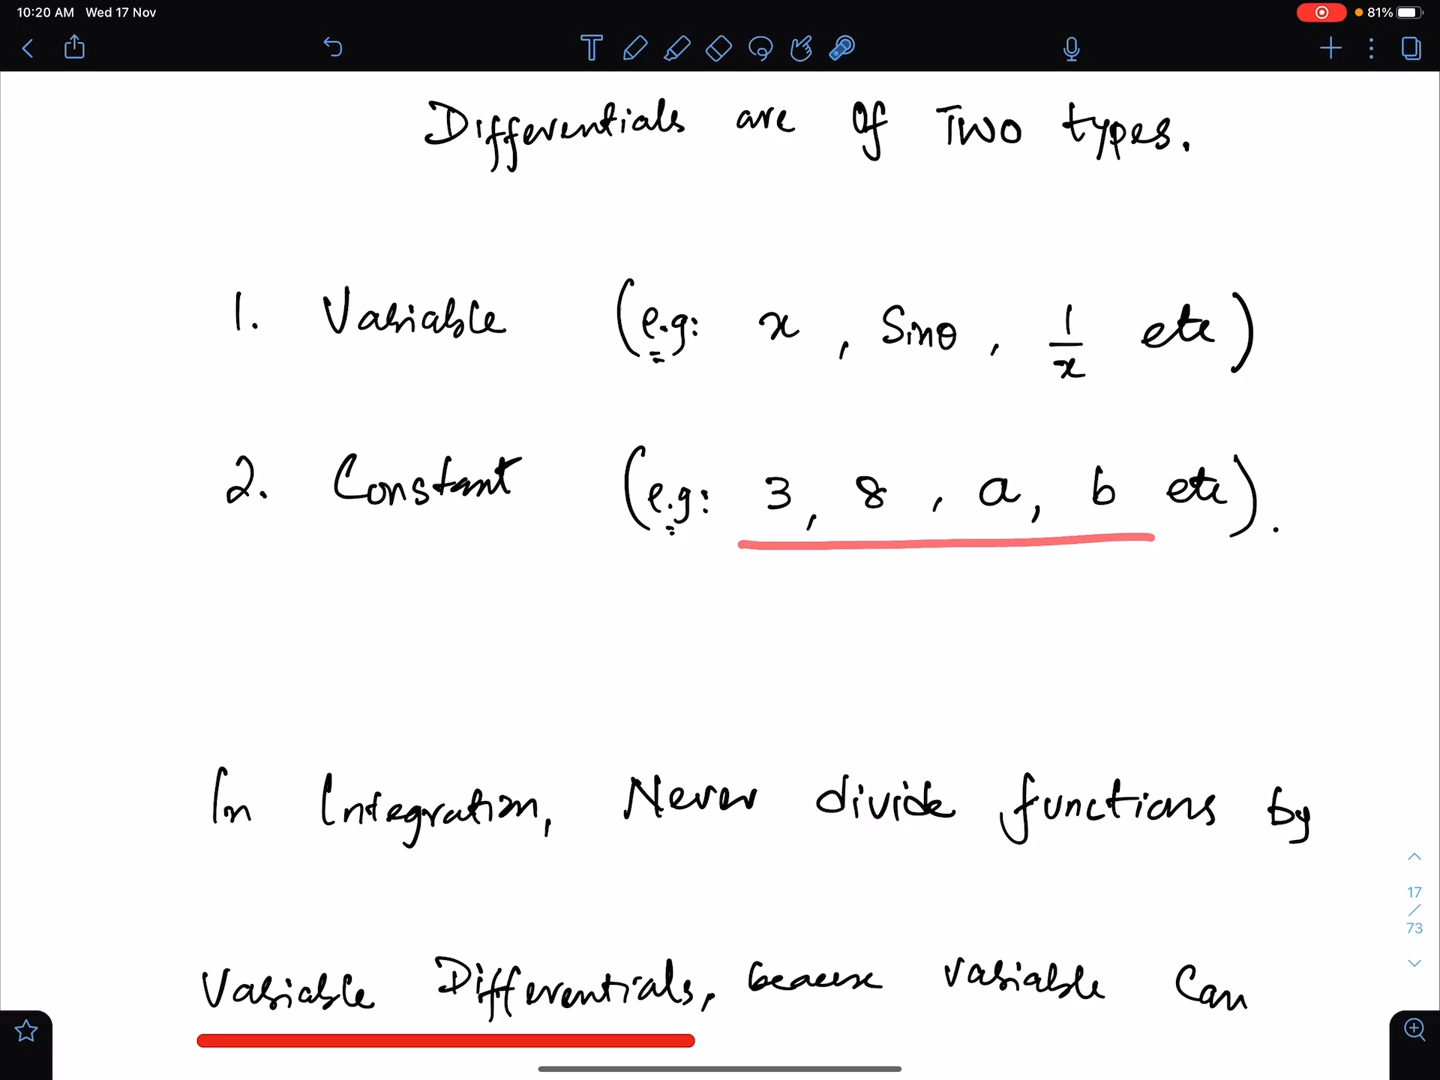 10:20 AM Wed 17 Nov
81%
Differentials are of Two types.
1. Variable (e.g: x, Sinθ, 1/x etc)
2. Constant (e.g: 3, 8, a, b etc).
In Integration, Never divide functions by
Variable Differentials, because variable can
17
/
73